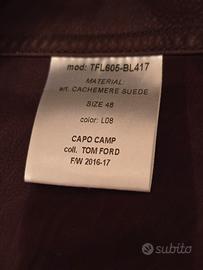 mod: TFL605-BL417
MATERIAL:
art. CACHEMERE SUEDE
SIZE 48
color: L08
CAPO CAMP
coll. TOM FORD
F/W 2016-17
subito